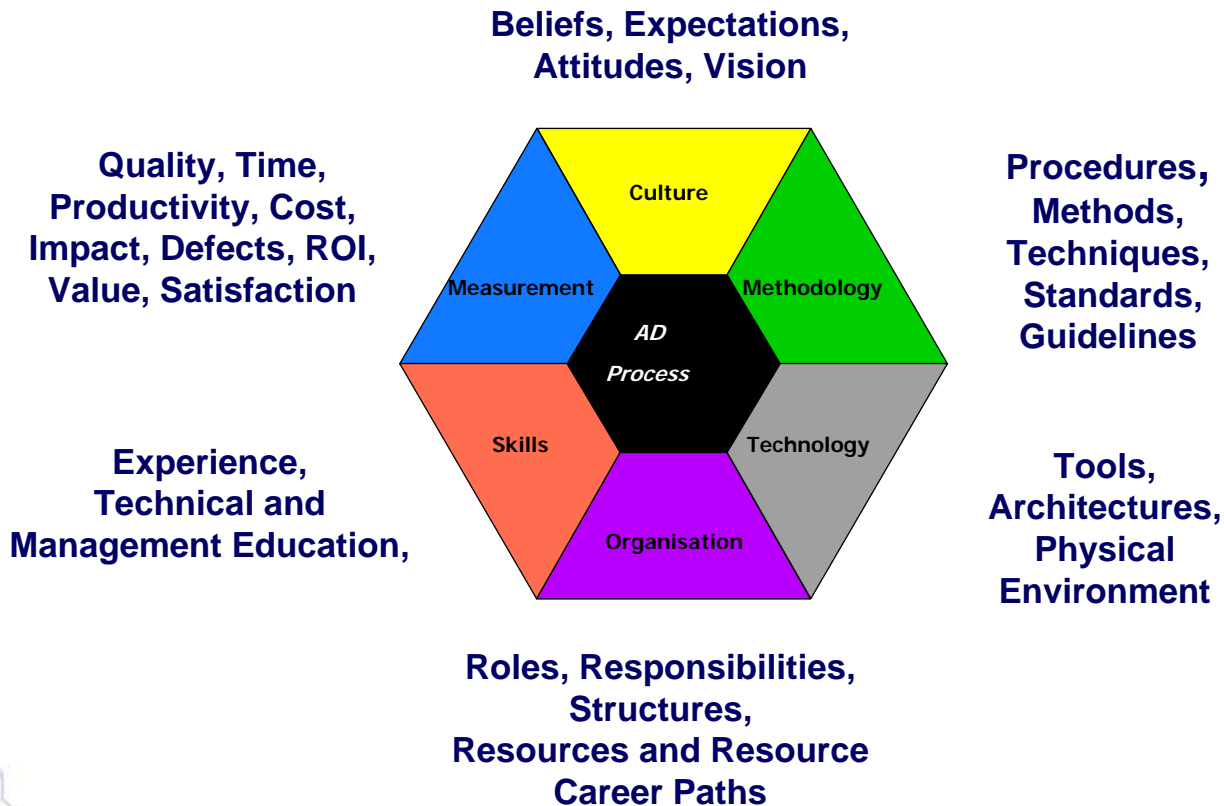 Beliefs, Expectations,
Attitudes, Vision
Quality, Time,
Productivity, Cost,
Impact, Defects, ROI,
Value, Satisfaction
Procedures,
Methods,
Techniques,
Standards,
Guidelines
Culture
Measurement
Methodology
AD
Process
Skills
Technology
Organisation
Experience,
Technical and
Management Education,
Tools,
Architectures,
Physical
Environment
Roles, Responsibilities,
Structures,
Resources and Resource
Career Paths